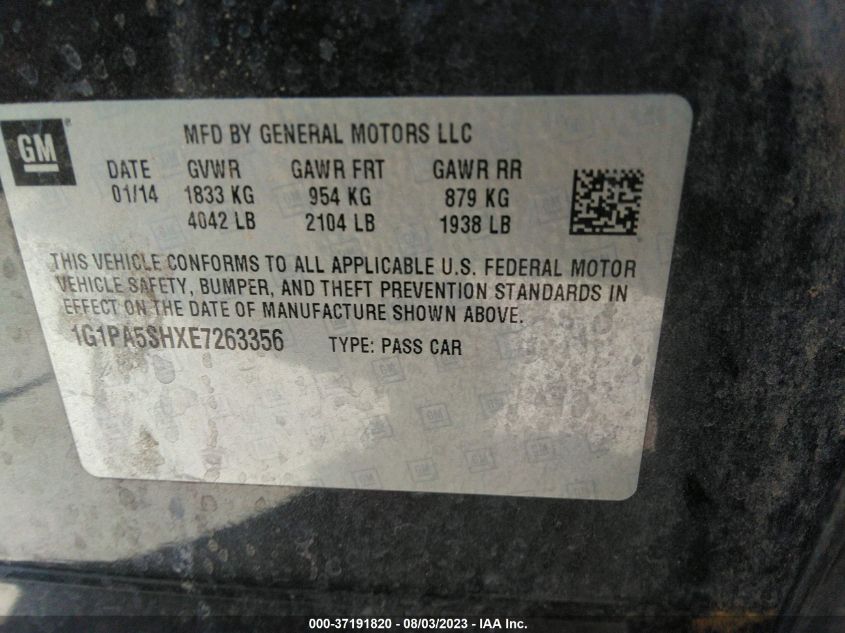 GM
MFD BY GENERAL MOTORS LLC
DATE GVWR GAWR FRT GAWR RR
01/14 1833 KG 954 KG 879 KG
4042 LB 2104 LB 1938 LB
THIS VEHICLE CONFORMS TO ALL APPLICABLE U.S. FEDERAL MOTOR
VEHICLE SAFETY, BUMPER, AND THEFT PREVENTION STANDARDS IN
EFFECT ON THE DATE OF MANUFACTURE SHOWN ABOVE.
1G1PA5SHXE7263356 TYPE: PASS CAR
000-37191820 - 08/03/2023 - IAA Inc.